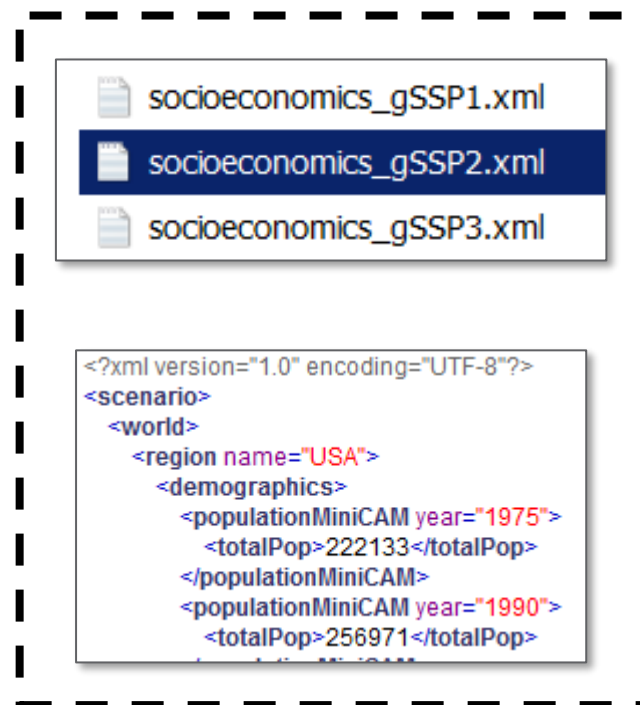 socioeconomics_gSSP1.xml
socioeconomics_gSSP2.xml
socioeconomics_gSSP3.xml
<?xml version="1.0" encoding="UTF-8"?>
<scenario>
<world>
<region name="USA">
<demographics>
<populationMiniCAM year="1975">
<totalPop>222133</totalPop>
</populationMiniCAM>
<populationMiniCAM year="1990">
<totalPop>256971</totalPop>